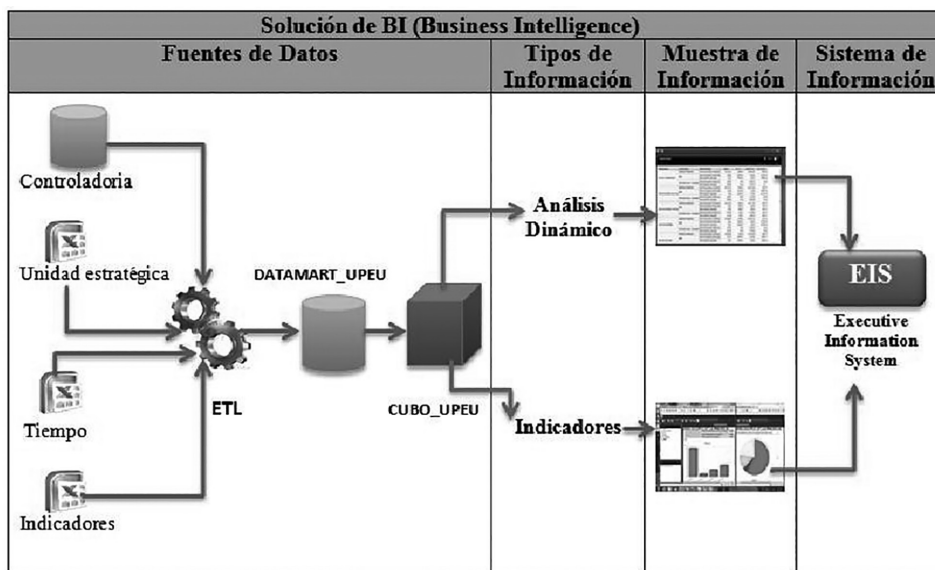 Solución de BI (Business Intelligence)
Fuentes de Datos
Tipos de
Información
Muestra de
Información
Sistema de
Información
Controladoria
Unidad estratégica
Tiempo
Indicadores
ETL
DATAMART_UPEU
CUBO_UPEU
Análisis
Dinámico
Indicadores
EIS
Executive
Information
System